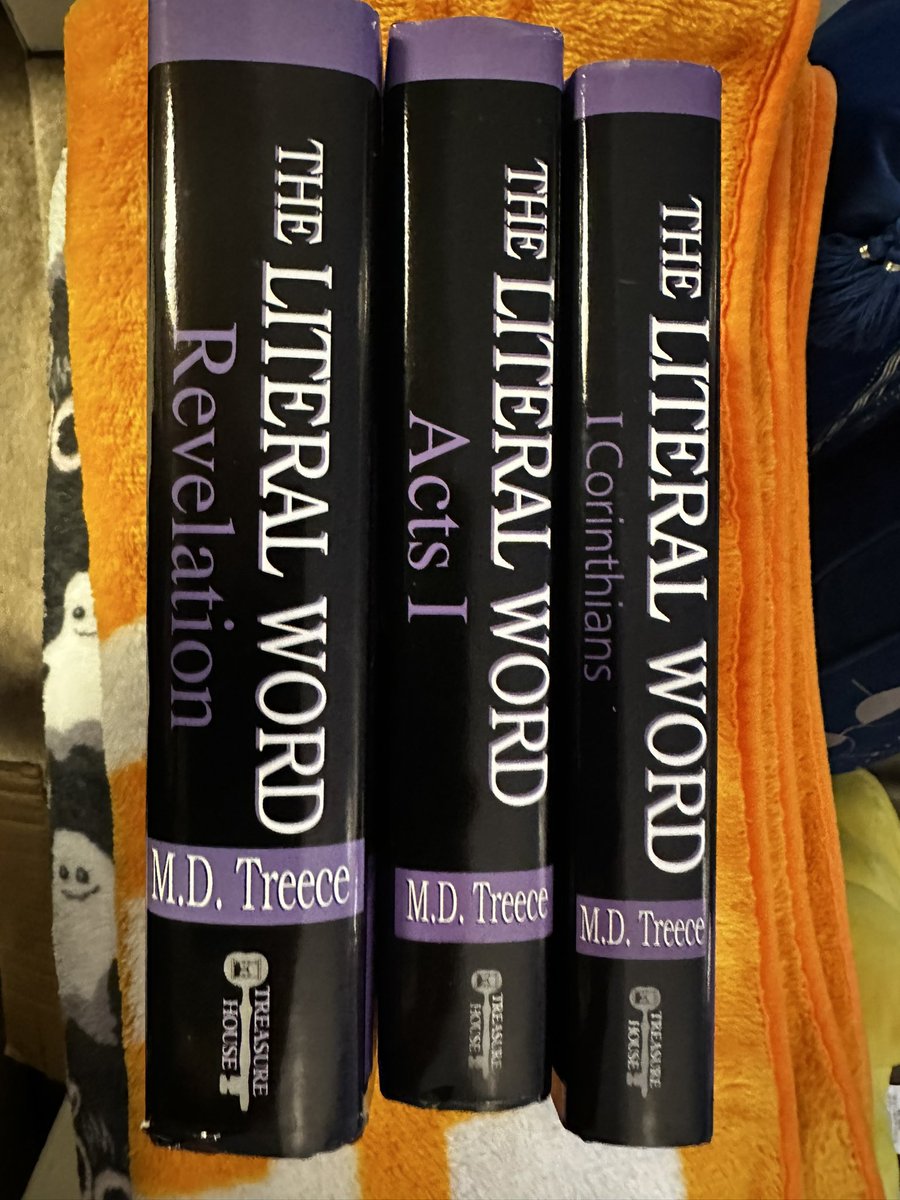 THE LITERAL WORD
Revelation
M.D. Treece
TREASURE
HOUSE
THE LITERAL WORD
Acts I
M.D. Treece
TREASURE
HOUSE
THE LITERAL WORD
I Corinthians
M.D. Treece
TREASURE
HOUSE